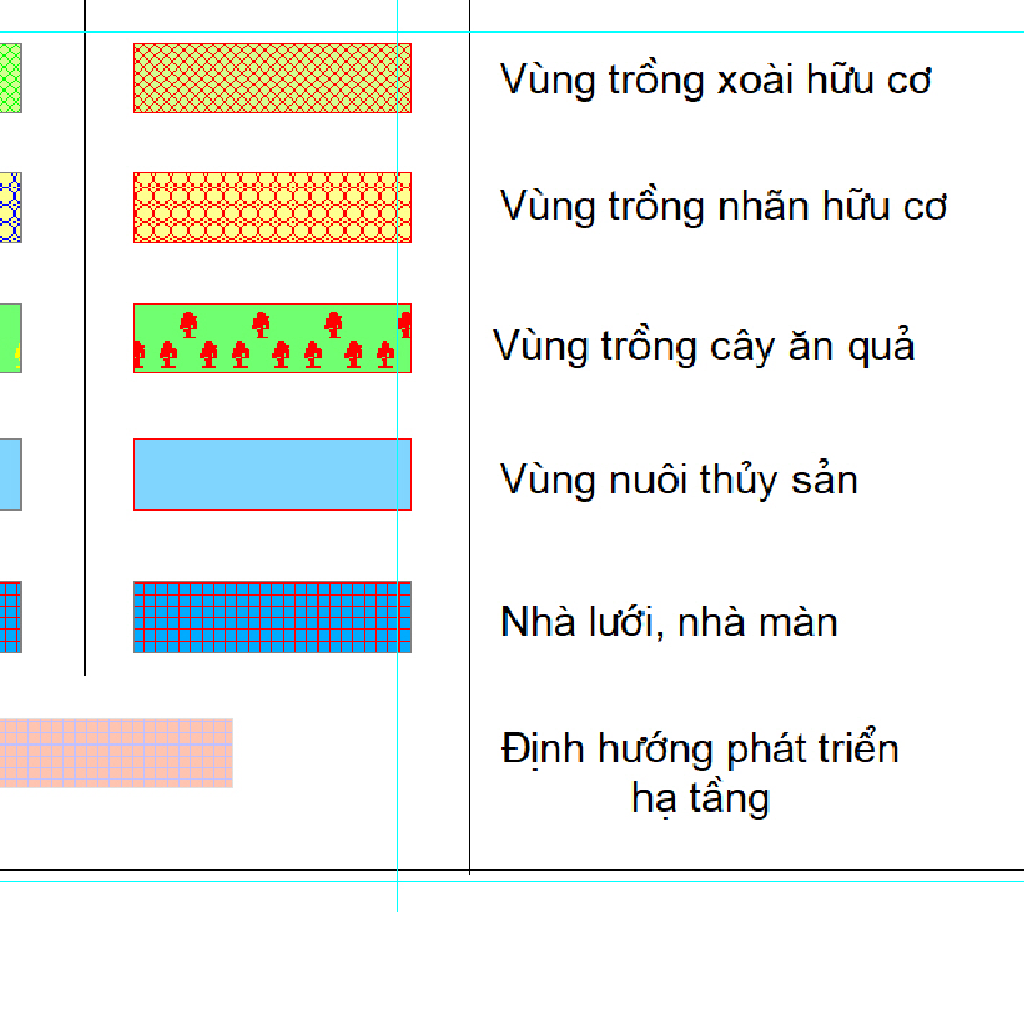 Vùng trồng xoài hữu cơ
Vùng trồng nhãn hữu cơ
Vùng trồng cây ăn quả
Vùng nuôi thủy sản
Nhà lưới, nhà màn
Định hướng phát triển
hạ tầng